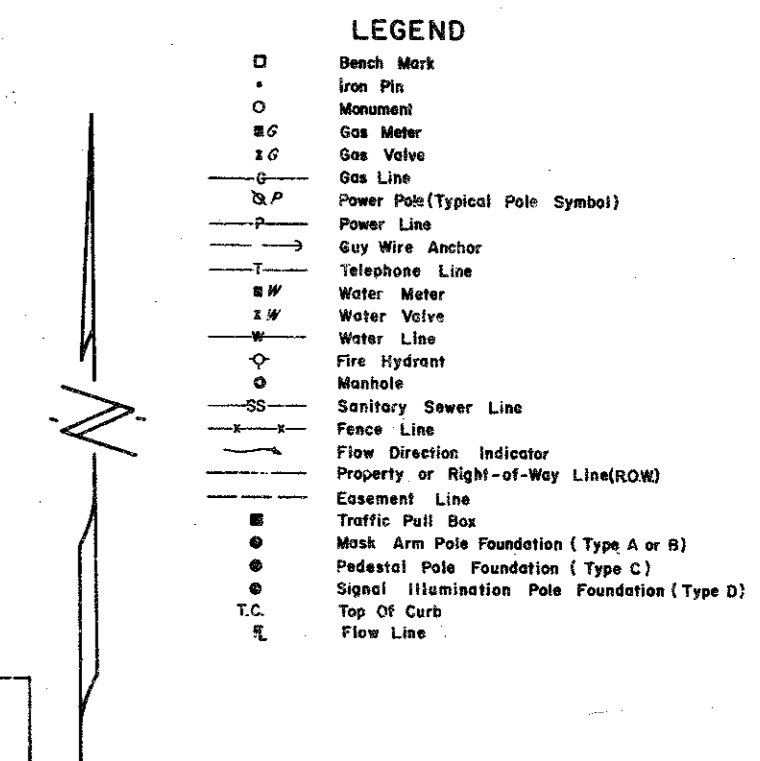 LEGEND
Bench Mark
Iron Pin
Monument
G Gas Meter
G Gas Valve
G Gas Line
P Power Pole (Typical Pole Symbol)
P Power Line
Guy Wire Anchor
T Telephone Line
W Water Meter
W Water Valve
W Water Line
Fire Hydrant
Manhole
SS Sanitary Sewer Line
x x Fence Line
Flow Direction Indicator
Property or Right-of-Way Line (R.O.W.)
Easement Line
Traffic Pull Box
Mask Arm Pole Foundation ( Type A or B)
Pedestal Pole Foundation ( Type C )
Signal Illumination Pole Foundation ( Type D)
T.C. Top Of Curb
FL Flow Line
N